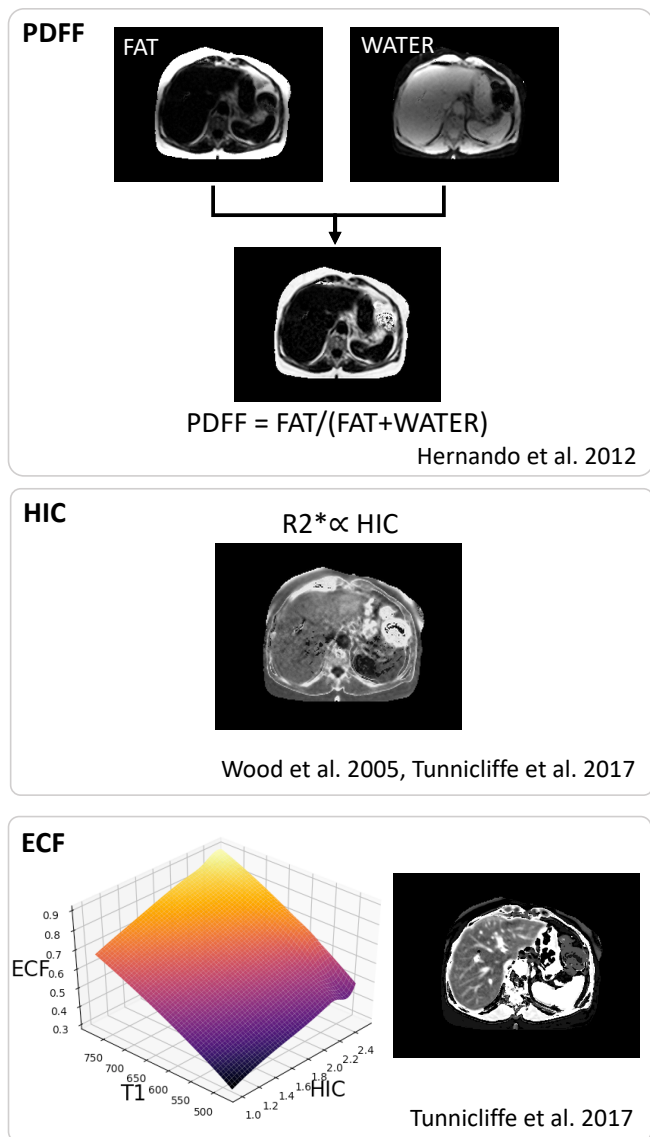 PDFF
FAT
WATER
PDFF = FAT/(FAT+WATER)
Hernando et al. 2012
HIC
R2*∝ HIC
Wood et al. 2005, Tunnicliffe et al. 2017
ECF
0.9
0.8
0.7
ECF
0.6
0.5
0.4
0.3
750
700
650
600
550
500
T1
1.0
1.2
1.4
1.6
1.8
2.0
2.2
2.4
HIC
Tunnicliffe et al. 2017